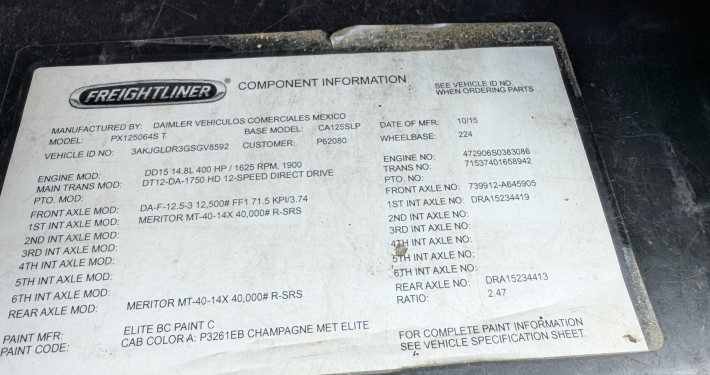 FREIGHTLINER® COMPONENT INFORMATION SEE VEHICLE ID NO.
WHEN ORDERING PARTS
MANUFACTURED BY: DAIMLER VEHICULOS COMERCIALES MEXICO DATE OF MFR: 10/15
MODEL: PX125064S T BASE MODEL: CA125SLP WHEELBASE: 224
VEHICLE ID NO: 3AKJGLDR3GSGV8592 CUSTOMER: P62080
ENGINE MOD: DD15 14.8L 400 HP / 1625 RPM, 1900 ENGINE NO: 472906S0383086
MAIN TRANS MOD: DT12-DA-1750 HD 12-SPEED DIRECT DRIVE TRANS NO: 71537401658942
PTO. MOD: PTO. NO:
FRONT AXLE MOD: DA-F-12.5-3 12,500# FF1 71.5 KPI/3.74 FRONT AXLE NO: 739912-A645905
1ST INT AXLE MOD: MERITOR MT-40-14X 40,000# R-SRS 1ST INT AXLE NO: DRA15234419
2ND INT AXLE MOD: 2ND INT AXLE NO:
3RD INT AXLE MOD: 3RD INT AXLE NO:
4TH INT AXLE MOD: 4TH INT AXLE NO:
5TH INT AXLE MOD: 5TH INT AXLE NO:
6TH INT AXLE MOD: 6TH INT AXLE NO:
REAR AXLE MOD: MERITOR MT-40-14X 40,000# R-SRS REAR AXLE NO: DRA15234413
RATIO: 2.47
PAINT MFR: ELITE BC PAINT C
PAINT CODE: CAB COLOR A: P3261EB CHAMPAGNE MET ELITE
FOR COMPLETE PAINT INFORMATION
SEE VEHICLE SPECIFICATION SHEET.